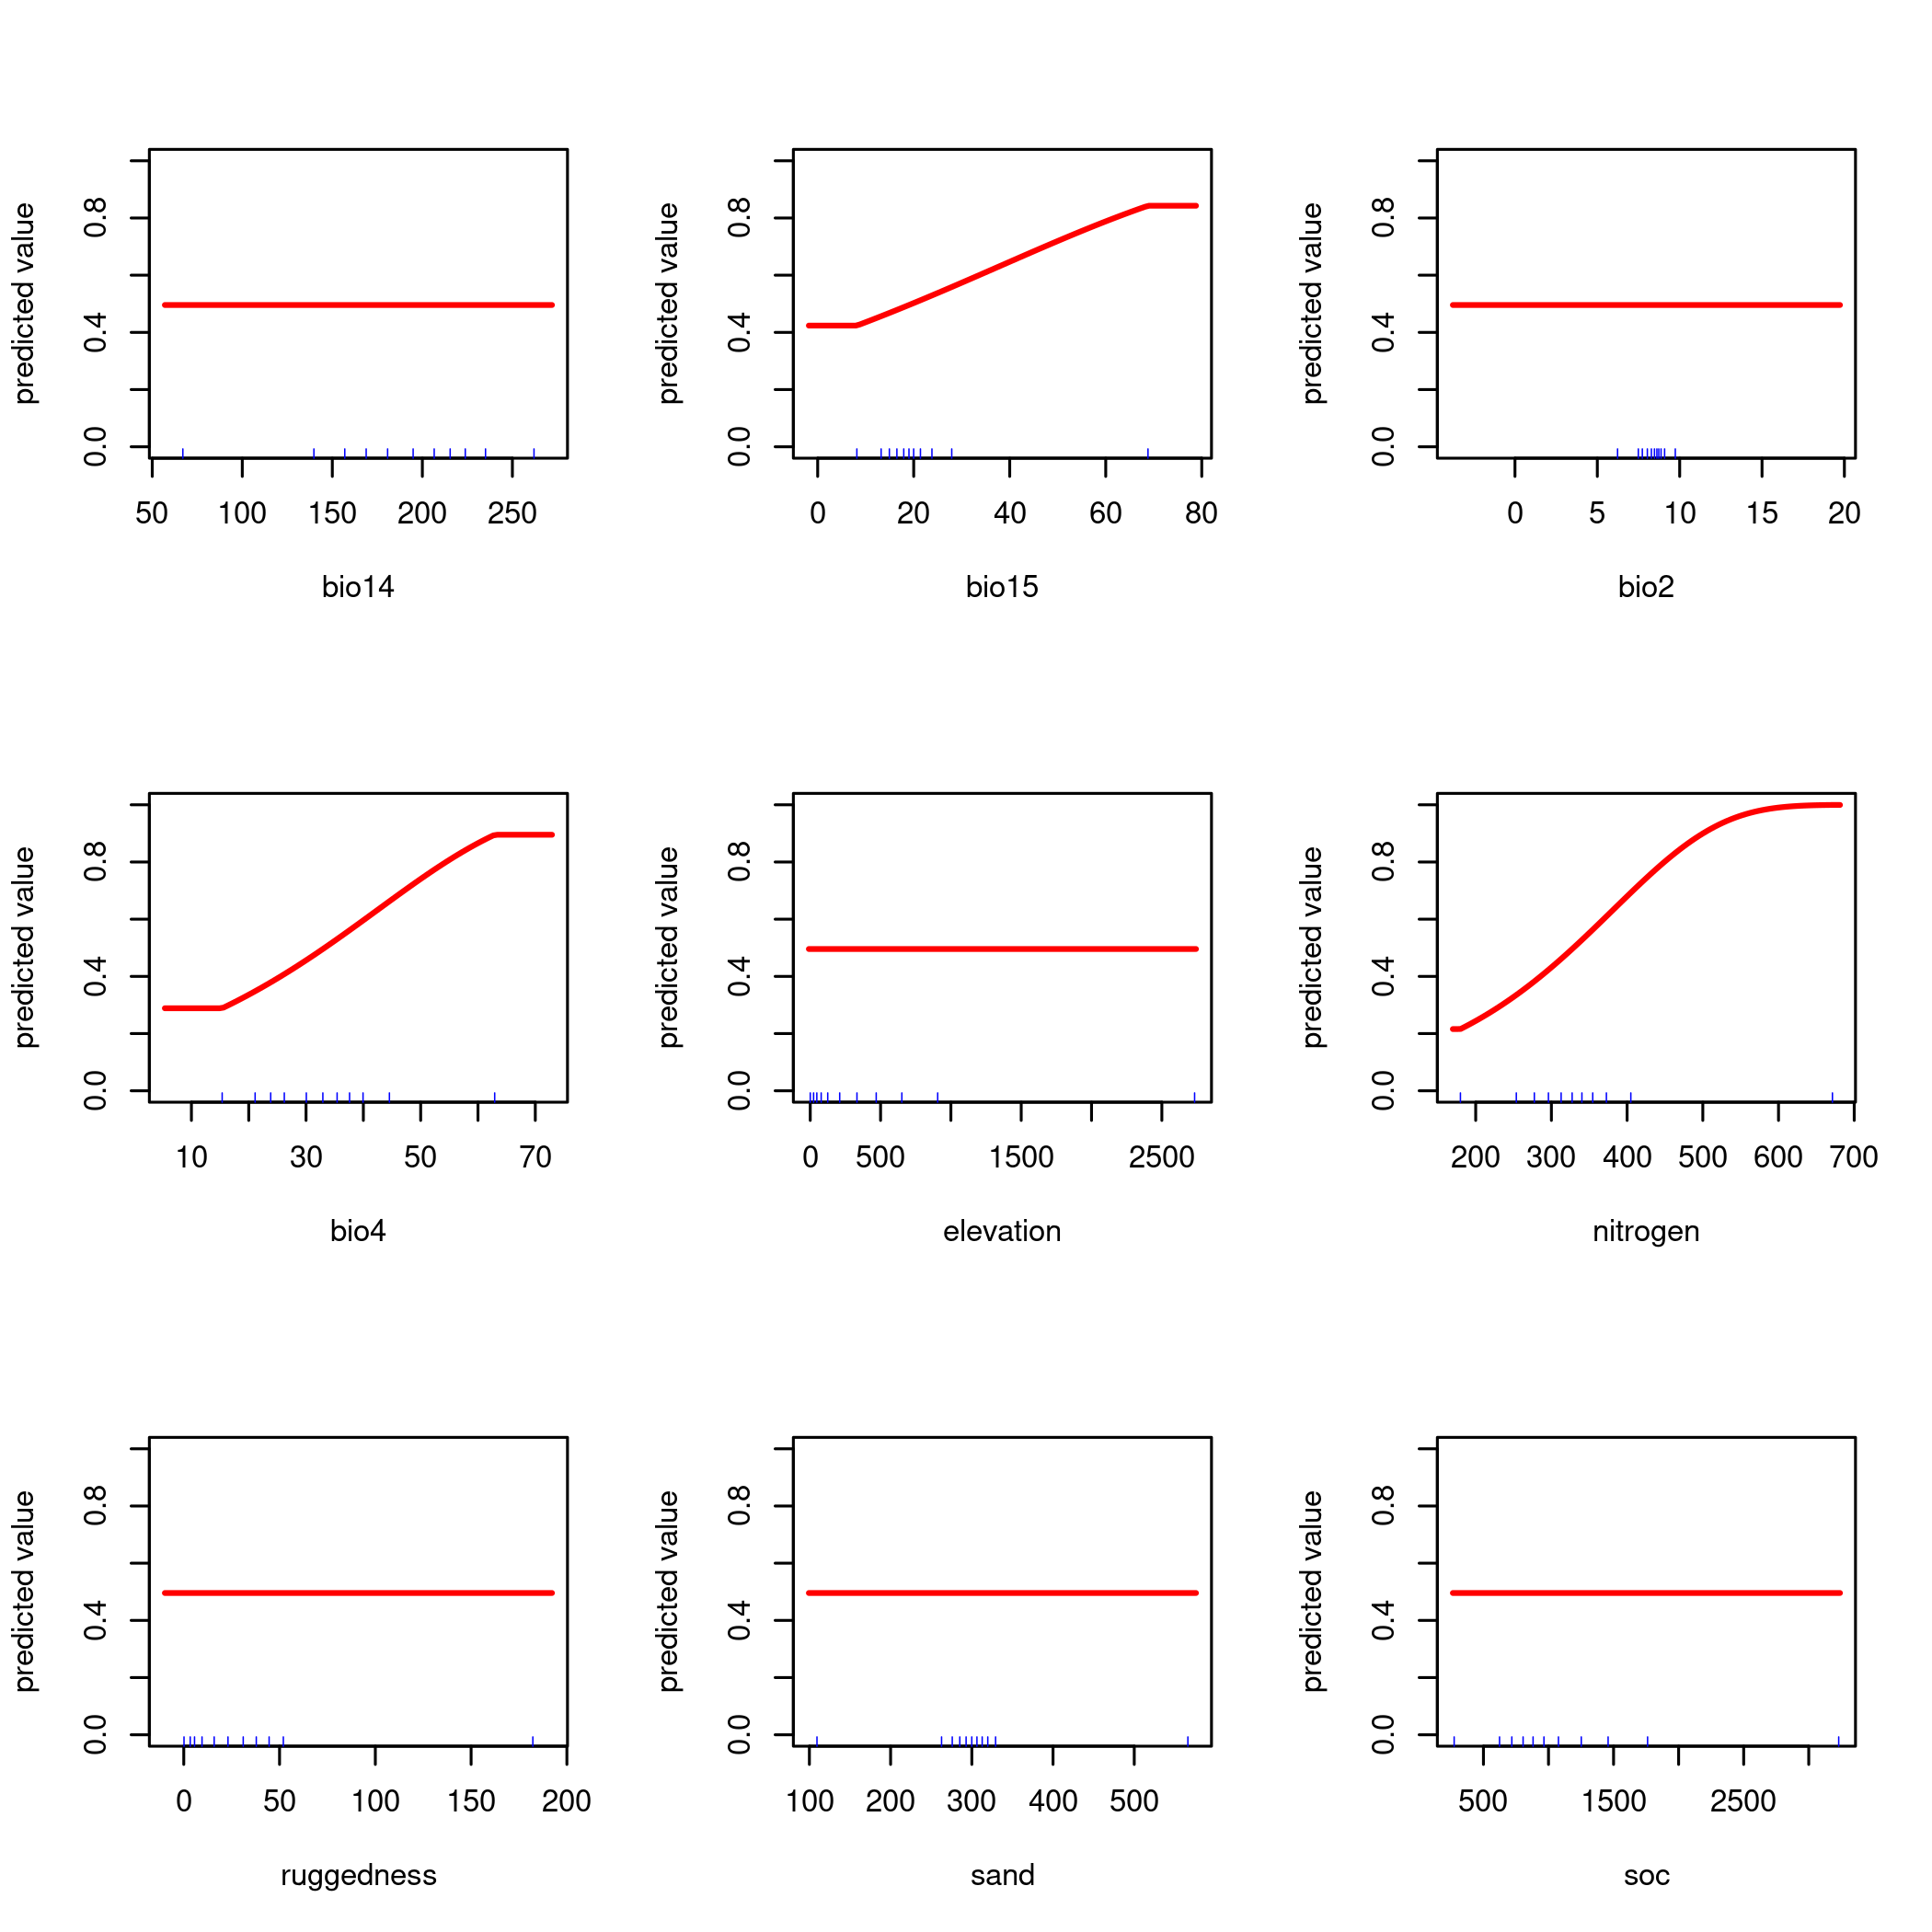 predicted value
0.0 0.4 0.8
50 100 150 200 250
bio14
predicted value
0.0 0.4 0.8
0 20 40 60 80
bio15
predicted value
0.0 0.4 0.8
0 5 10 15 20
bio2
predicted value
0.0 0.4 0.8
10 30 50 70
bio4
predicted value
0.0 0.4 0.8
0 500 1500 2500
elevation
predicted value
0.0 0.4 0.8
200 300 400 500 600 700
nitrogen
predicted value
0.0 0.4 0.8
0 50 100 150 200
ruggedness
predicted value
0.0 0.4 0.8
100 200 300 400 500
sand
predicted value
0.0 0.4 0.8
500 1500 2500
soc